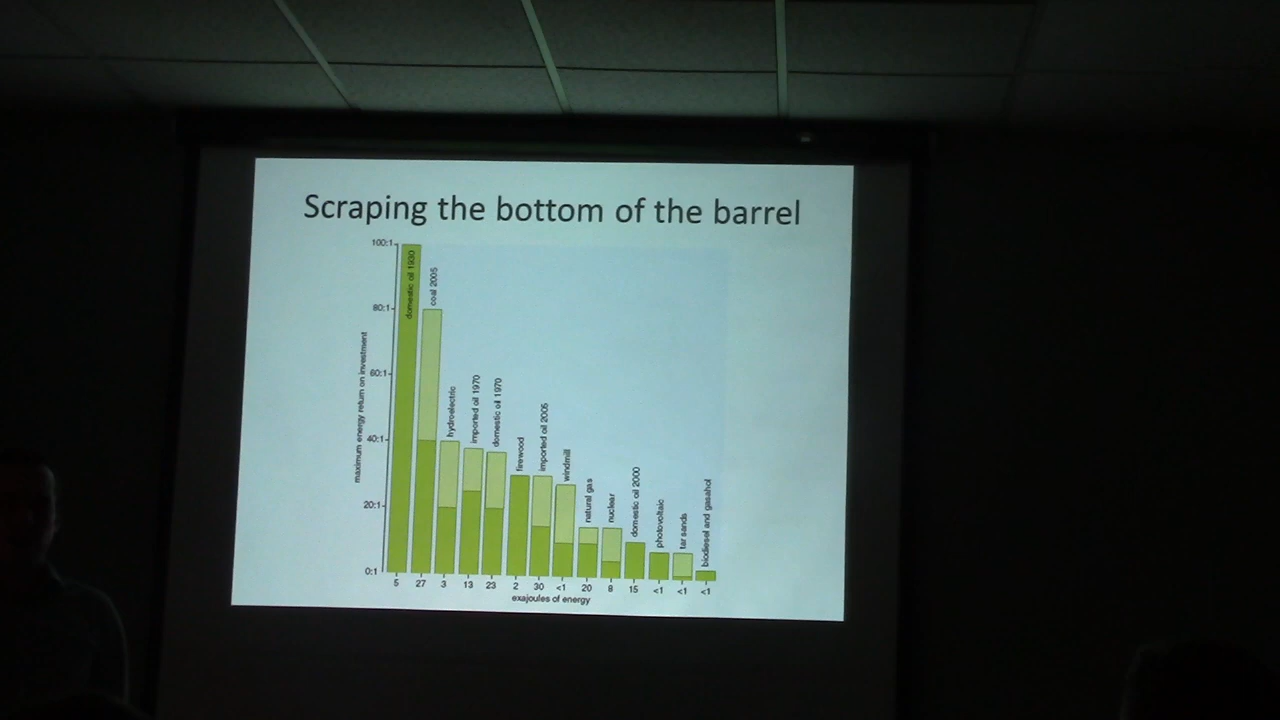 Scraping the bottom of the barrel
maximum energy return on investment
100:1
80:1
60:1
40:1
20:1
0:1
domestic oil 1930
coal 2005
hydroelectric
imported oil 1970
domestic oil 1970
firewood
imported oil 2005
windmill
natural gas
nuclear
domestic oil 2000
photovoltaic
tar sands
biodiesel and gasahol
5 27 3 13 23 2 30 <1 20 8 15 <1 <1 <1
exajoules of energy